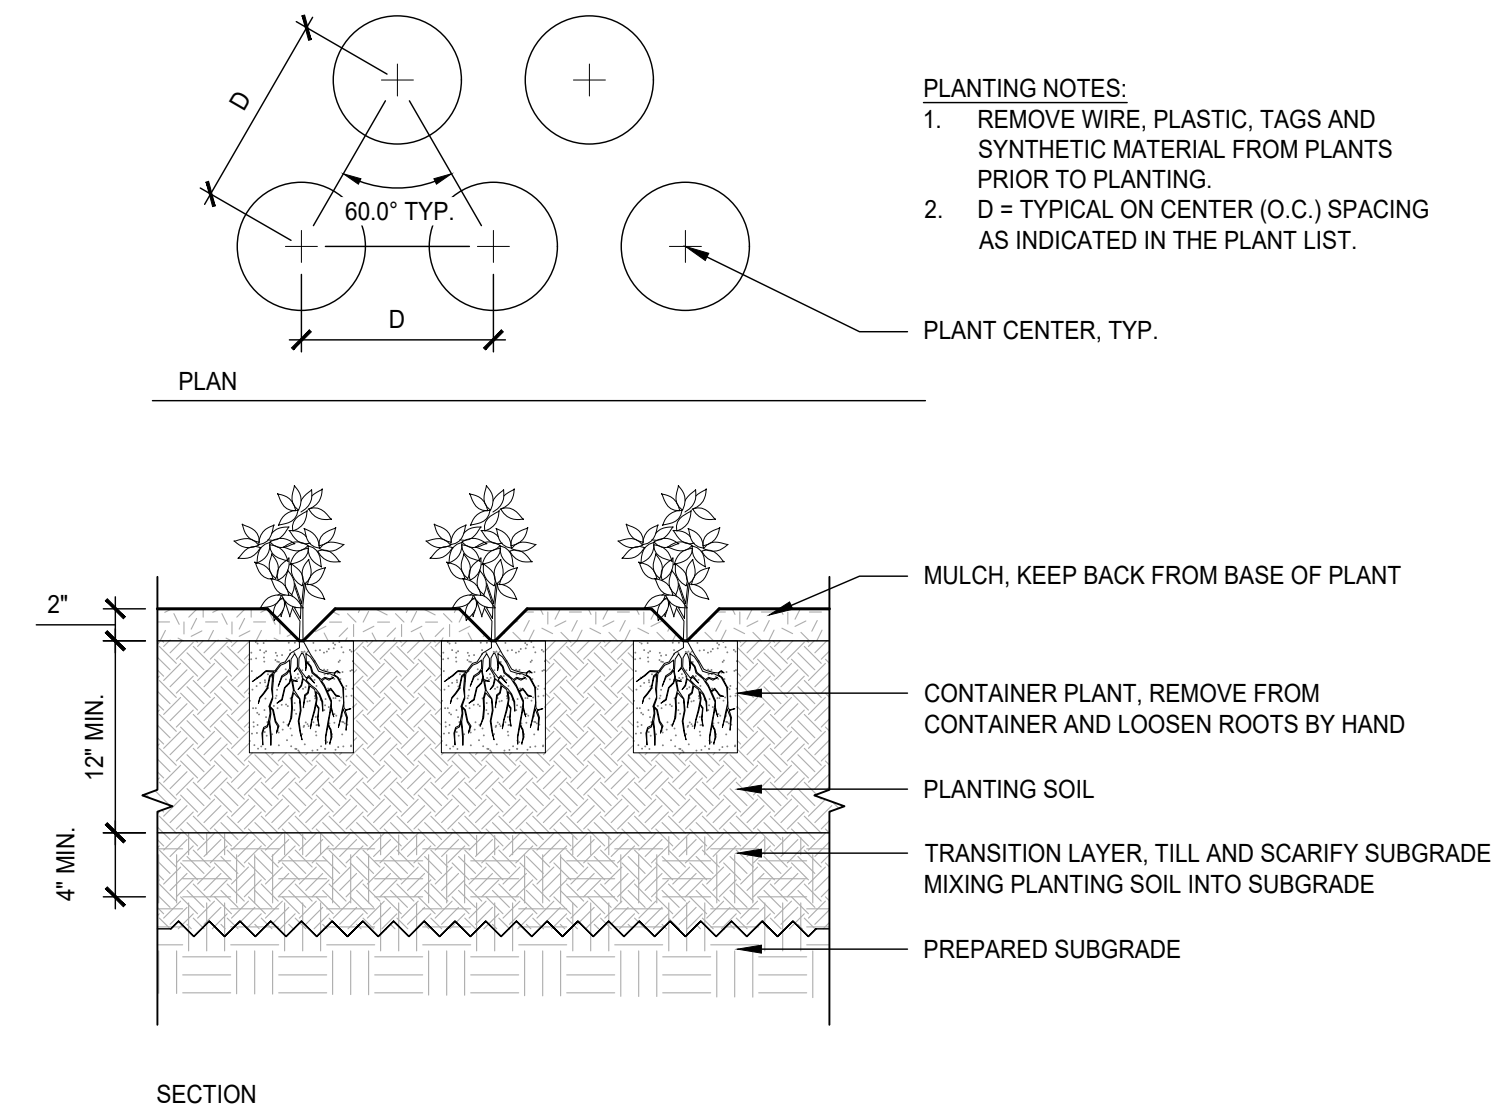 D
60.0° TYP.
D
PLAN
PLANTING NOTES:
1. REMOVE WIRE, PLASTIC, TAGS AND
SYNTHETIC MATERIAL FROM PLANTS
PRIOR TO PLANTING.
2. D = TYPICAL ON CENTER (O.C.) SPACING
AS INDICATED IN THE PLANT LIST.
PLANT CENTER, TYP.
2"
12" MIN.
4" MIN.
MULCH, KEEP BACK FROM BASE OF PLANT
CONTAINER PLANT, REMOVE FROM
CONTAINER AND LOOSEN ROOTS BY HAND
PLANTING SOIL
TRANSITION LAYER, TILL AND SCARIFY SUBGRADE
MIXING PLANTING SOIL INTO SUBGRADE
PREPARED SUBGRADE
SECTION